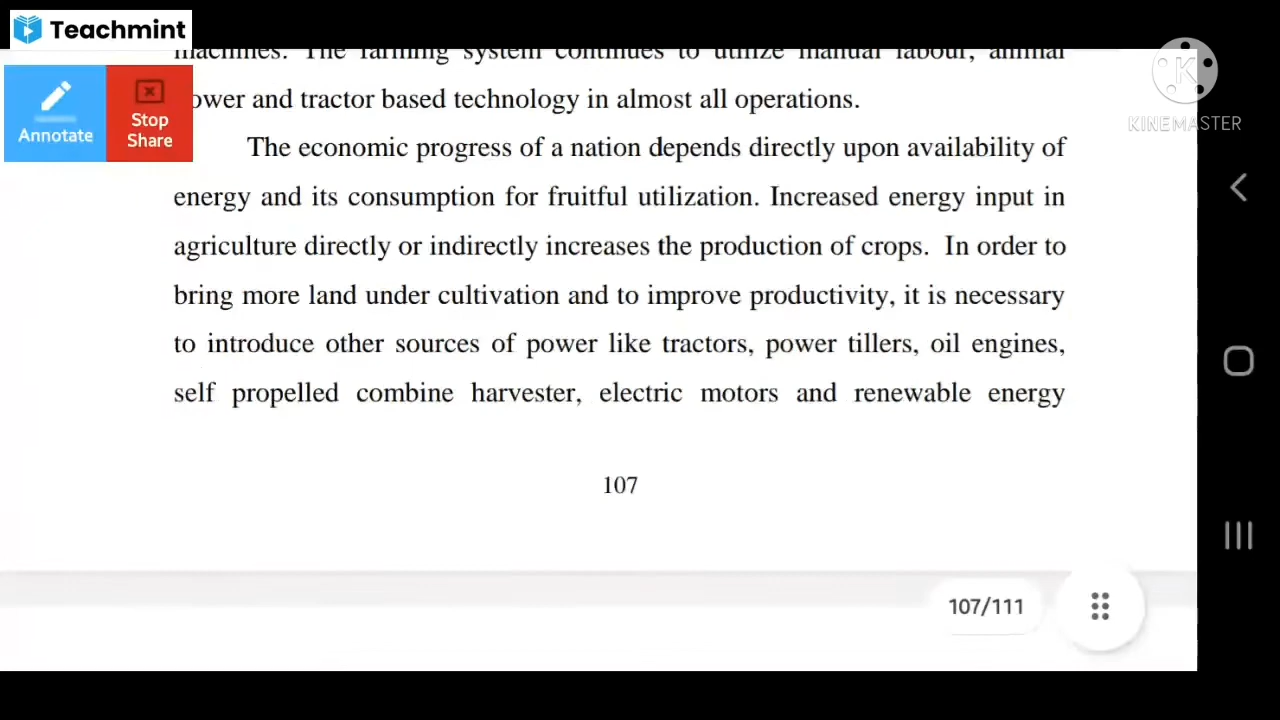 Teachmint
machines. The farming system continues to utilize manual labour, animal
Annotate
Stop
Share
ower and tractor based technology in almost all operations.
KINEMASTER
The economic progress of a nation depends directly upon availability of
energy and its consumption for fruitful utilization. Increased energy input in
agriculture directly or indirectly increases the production of crops. In order to
bring more land under cultivation and to improve productivity, it is necessary
to introduce other sources of power like tractors, power tillers, oil engines,
self propelled combine harvester, electric motors and renewable energy
107
107/111